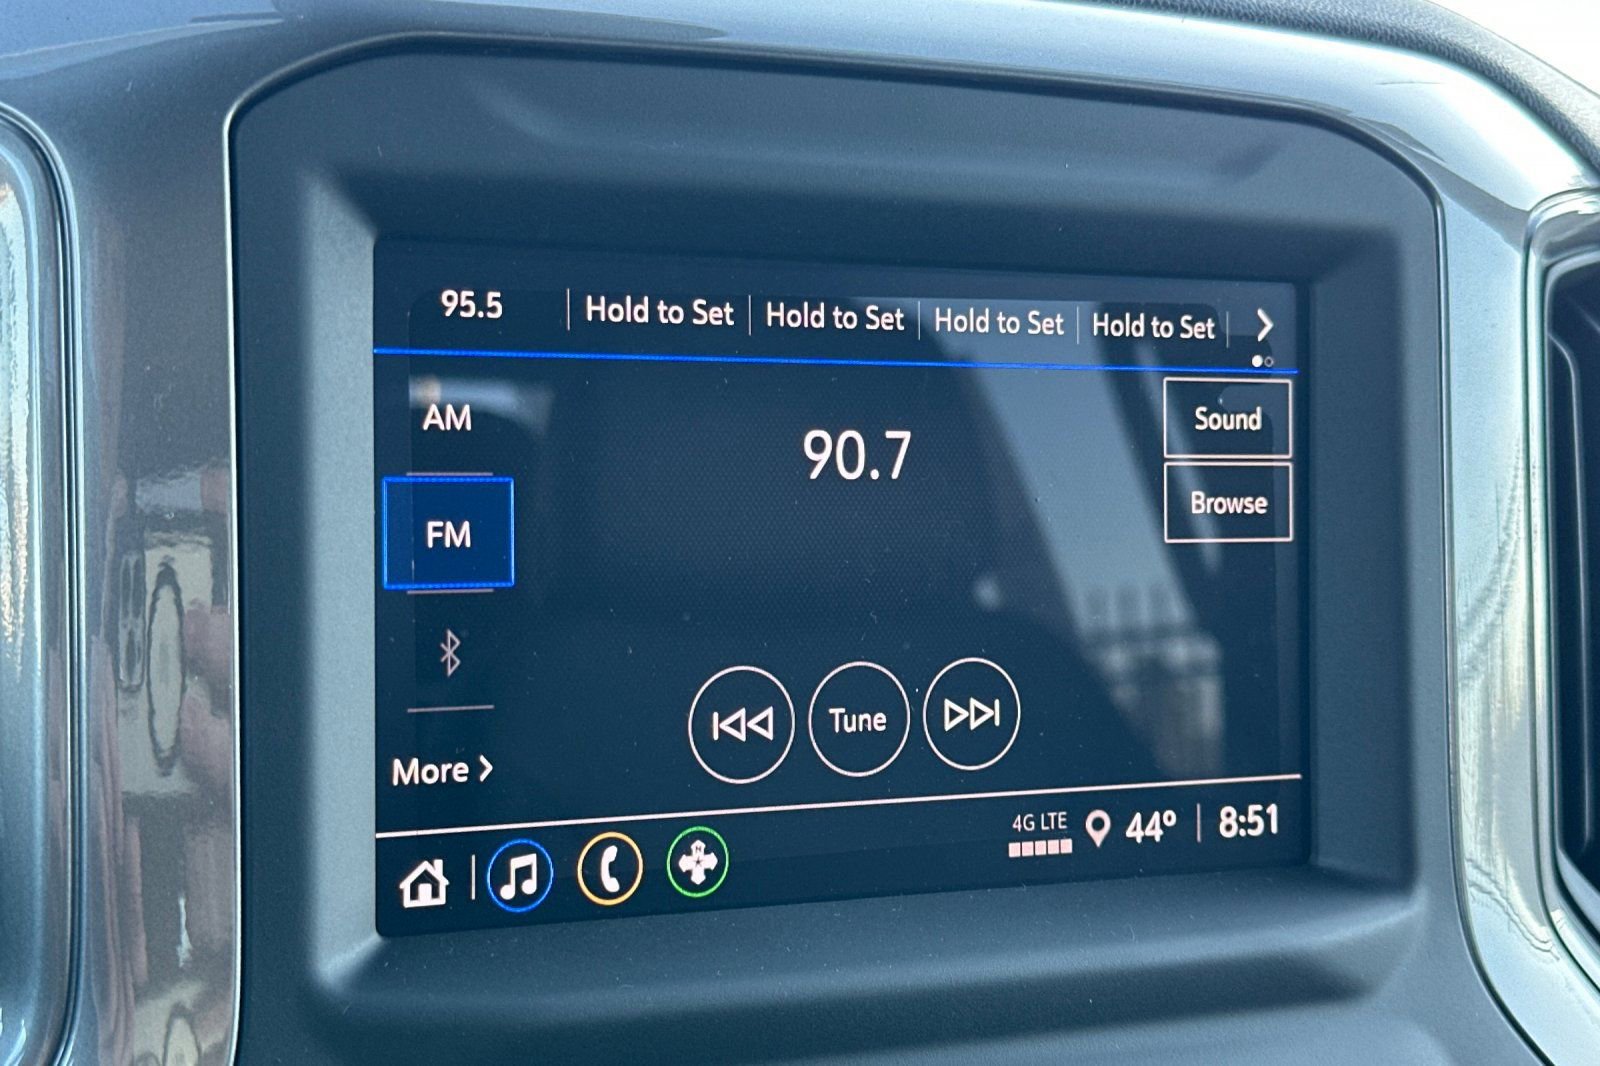 95.5 Hold to Set Hold to Set Hold to Set Hold to Set
AM
Sound
90.7
Browse
FM
Tune
More
4G LTE 44° 8:51
N